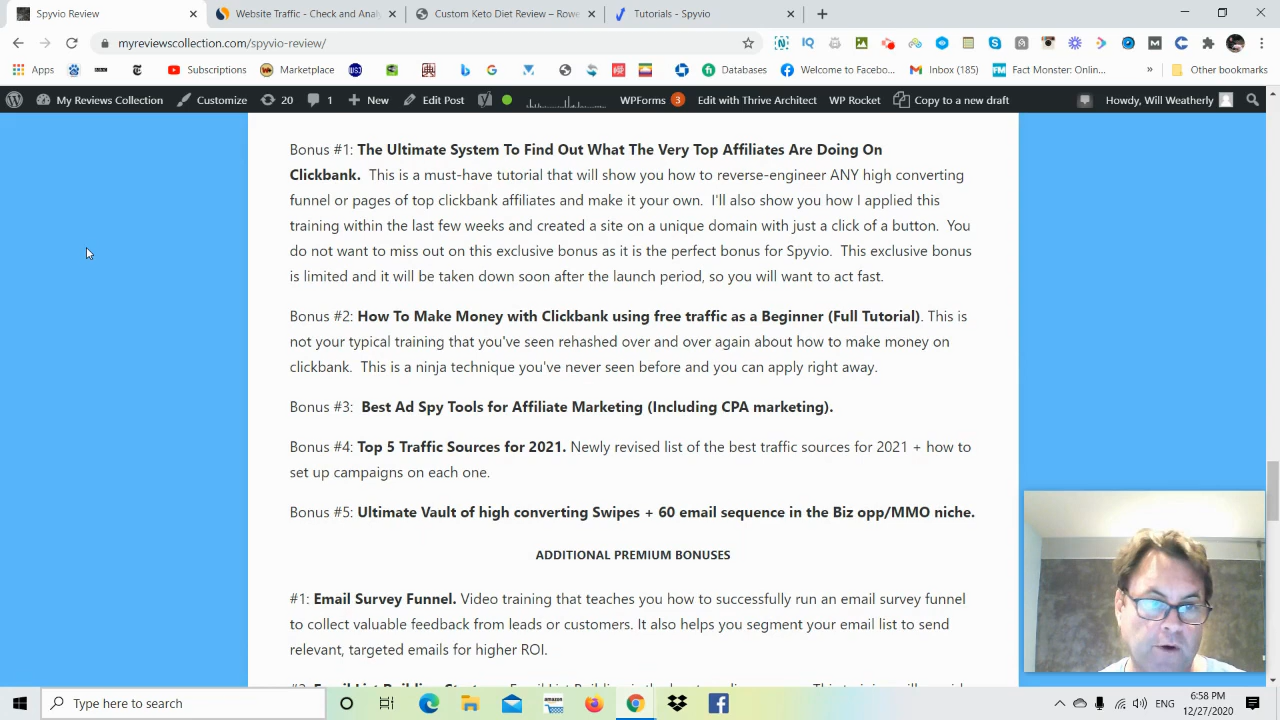 Spyvio Review
Website Traffic - Check and Analy
Custom Keto Diet Review – Rowe
Tutorials - Spyvio
myreviewscollection.com/spyvio-review/
Apps
Subscriptions
Marketplace
Databases
Welcome to Facebo...
Inbox (185)
Fact Monster: Onlin...
»
Other bookmarks
My Reviews Collection
Customize
20
1
New
Edit Post
WPForms 3
Edit with Thrive Architect
WP Rocket
Copy to a new draft
Howdy, Will Weatherly
Bonus #1: The Ultimate System To Find Out What The Very Top Affiliates Are Doing On
Clickbank. This is a must-have tutorial that will show you how to reverse-engineer ANY high converting
funnel or pages of top clickbank affiliates and make it your own. I'll also show you how I applied this
training within the last few weeks and created a site on a unique domain with just a click of a button. You
do not want to miss out on this exclusive bonus as it is the perfect bonus for Spyvio. This exclusive bonus
is limited and it will be taken down soon after the launch period, so you will want to act fast.
Bonus #2: How To Make Money with Clickbank using free traffic as a Beginner (Full Tutorial). This is
not your typical training that you've seen rehashed over and over again about how to make money on
clickbank. This is a ninja technique you've never seen before and you can apply right away.
Bonus #3: Best Ad Spy Tools for Affiliate Marketing (Including CPA marketing).
Bonus #4: Top 5 Traffic Sources for 2021. Newly revised list of the best traffic sources for 2021 + how to
set up campaigns on each one.
Bonus #5: Ultimate Vault of high converting Swipes + 60 email sequence in the Biz opp/MMO niche.
ADDITIONAL PREMIUM BONUSES
#1: Email Survey Funnel. Video training that teaches you how to successfully run an email survey funnel
to collect valuable feedback from leads or customers. It also helps you segment your email list to send
relevant, targeted emails for higher ROI.
Type here to search
ENG
6:58 PM
12/27/2020